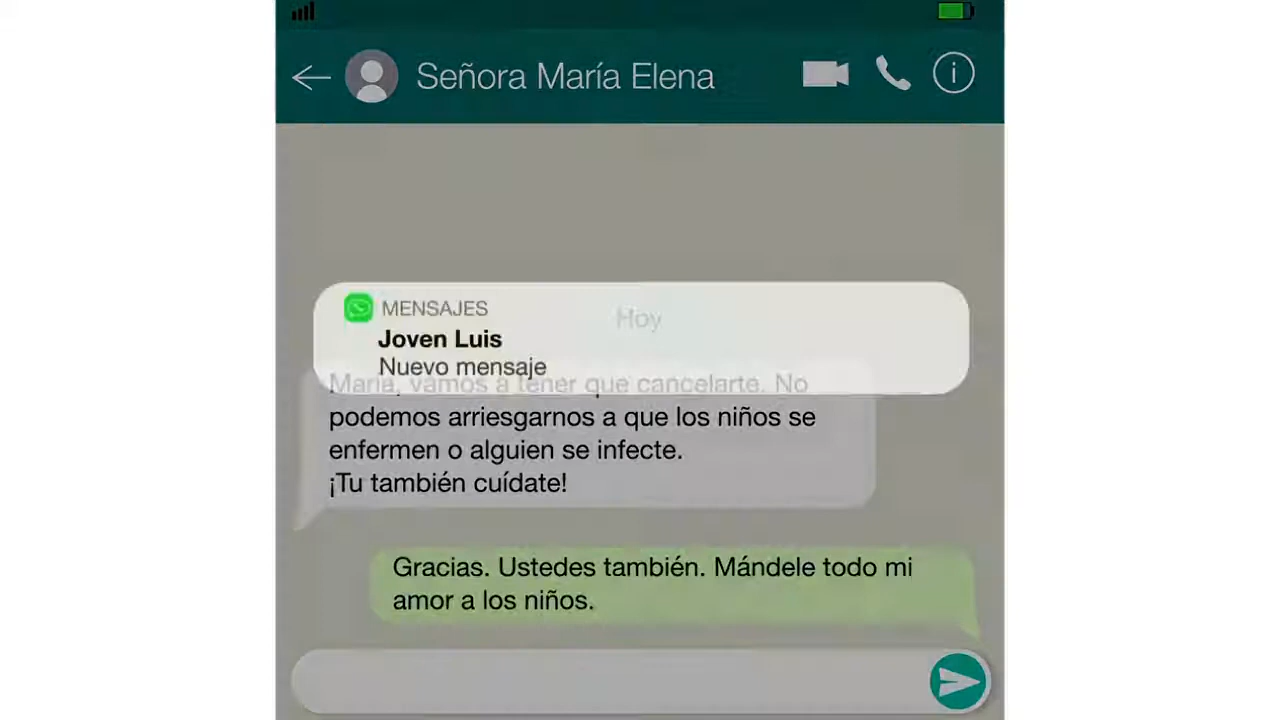 Señora María Elena
MENSAJES
Hoy
Joven Luis
Nuevo mensaje
María, vamos a tener que cancelarte. No
podemos arriesgarnos a que los niños se
enfermen o alguien se infecte.
¡Tu también cuídate!
Gracias. Ustedes también. Mándele todo mi
amor a los niños.